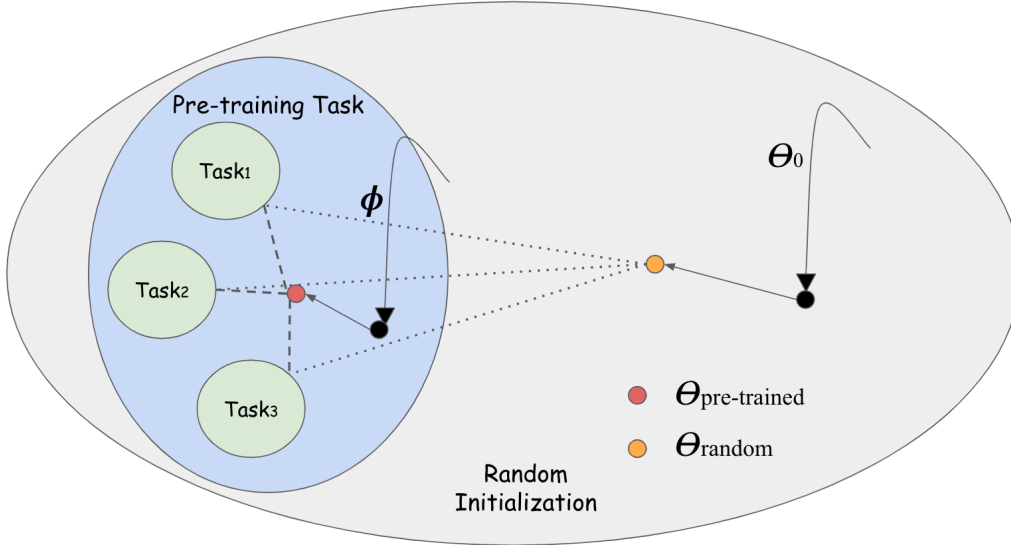 Pre-training Task
Task1
ϴ0
ϕ
Task2
Task3
ϴpre-trained
ϴrandom
Random
Initialization